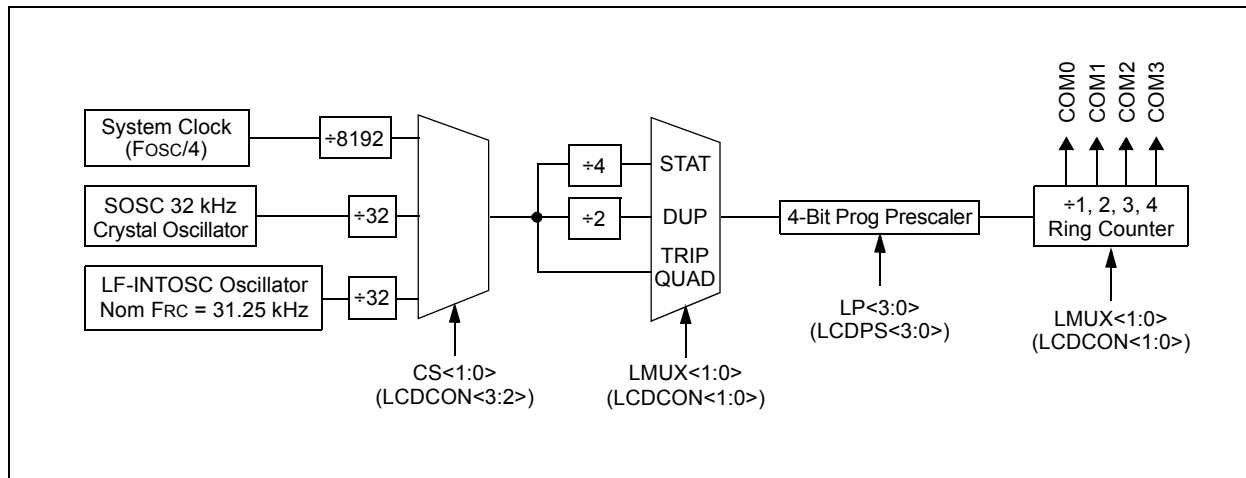 COM0
COM1
COM2
COM3
System Clock
(FOSC/4)
÷8192
SOSC 32 kHz
Crystal Oscillator
÷32
LF-INTOSC Oscillator
Nom FRC = 31.25 kHz
÷32
÷4
÷2
STAT
DUP
TRIP
QUAD
4-Bit Prog Prescaler
÷1, 2, 3, 4
Ring Counter
CS<1:0>
(LCDCON<3:2>)
LMUX<1:0>
(LCDCON<1:0>)
LP<3:0>
(LCDPS<3:0>)
LMUX<1:0>
(LCDCON<1:0>)